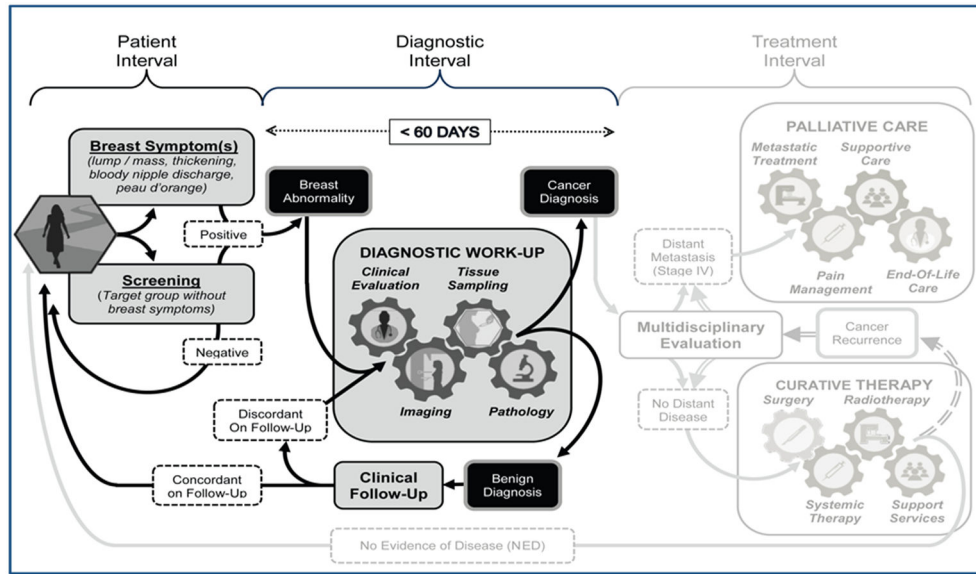 Patient
Interval
Diagnostic
Interval
Treatment
Interval
< 60 DAYS
Breast Symptom(s)
(lump / mass, thickening,
bloody nipple discharge,
peau d'orange)
Screening
(Target group without
breast symptoms)
Positive
Negative
Breast
Abnormality
Cancer
Diagnosis
DIAGNOSTIC WORK-UP
Clinical
Evaluation
Tissue
Sampling
Imaging
Pathology
Discordant
On Follow-Up
Concordant
on Follow-Up
Clinical
Follow-Up
Benign
Diagnosis
PALLIATIVE CARE
Metastatic
Treatment
Supportive
Care
Pain
Management
End-Of-Life
Care
Distant
Metastasis
(Stage IV)
Multidisciplinary
Evaluation
Cancer
Recurrence
No Distant
Disease
CURATIVE THERAPY
Surgery
Radiotherapy
Systemic
Therapy
Support
Services
No Evidence of Disease (NED)